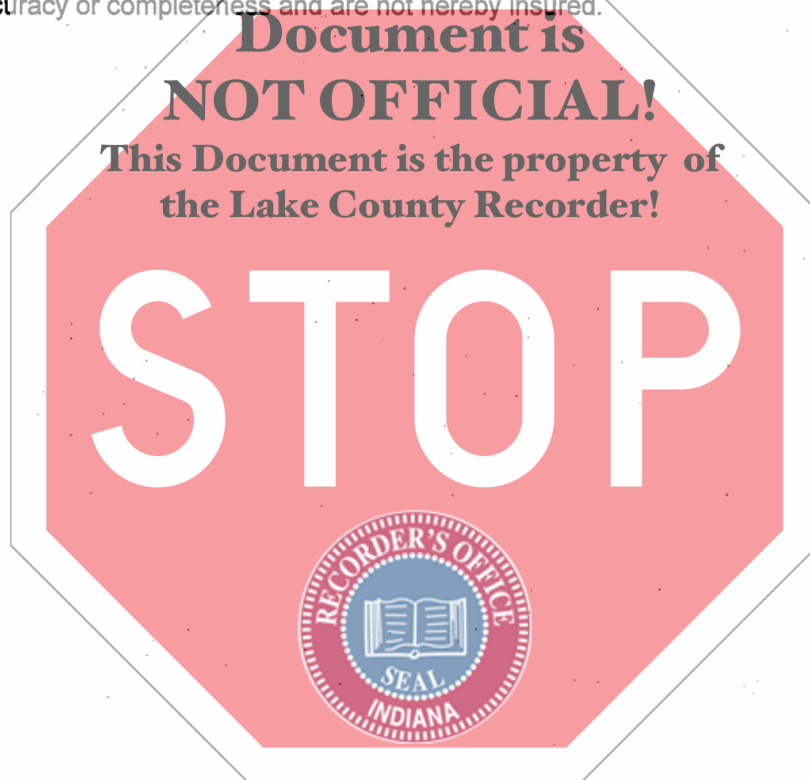 curacy or completeness and are not hereby insured.
Document is
NOT OFFICIAL!
This Document is the property of
the Lake County Recorder!
STOP
RECORDER'S OFFICE
SEAL
INDIANA